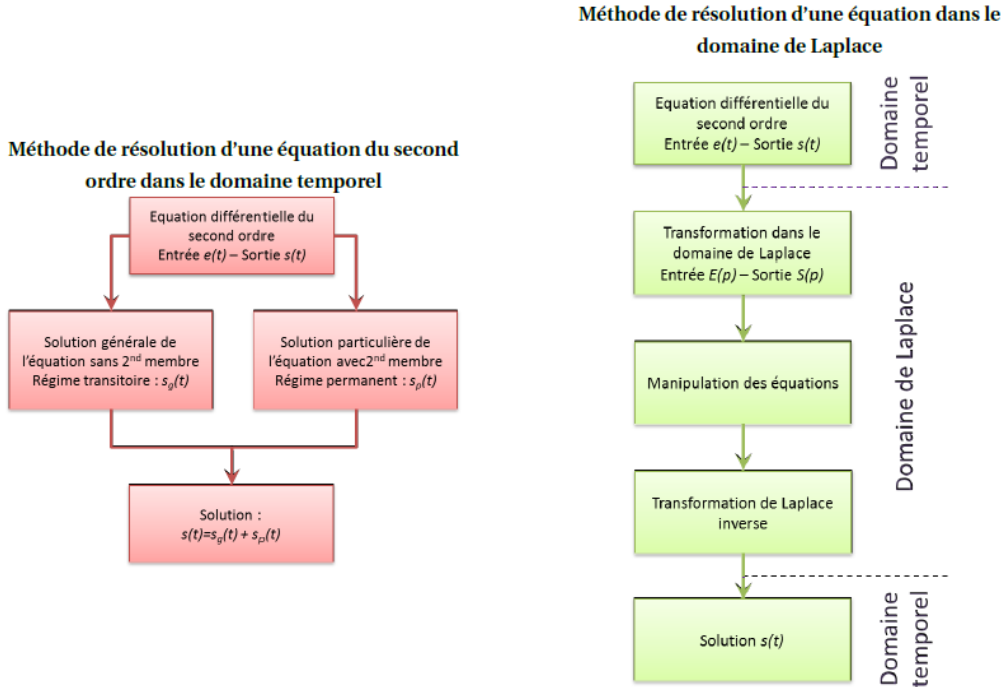 Méthode de résolution d'une équation du second
ordre dans le domaine temporel
Equation différentielle du
second ordre
Entrée e(t) – Sortie s(t)
Solution générale de
l'équation sans 2nd membre
Régime transitoire : sg(t)
Solution particulière de
l'équation avec2nd membre
Régime permanent : sp(t)
Solution :
s(t)=sg(t) + sp(t)
Méthode de résolution d'une équation dans le
domaine de Laplace
Equation différentielle du
second ordre
Entrée e(t) – Sortie s(t)
Domaine
temporel
Transformation dans le
domaine de Laplace
Entrée E(p) – Sortie S(p)
Manipulation des équations
Transformation de Laplace
inverse
Domaine de Laplace
Solution s(t)
Domaine
temporel